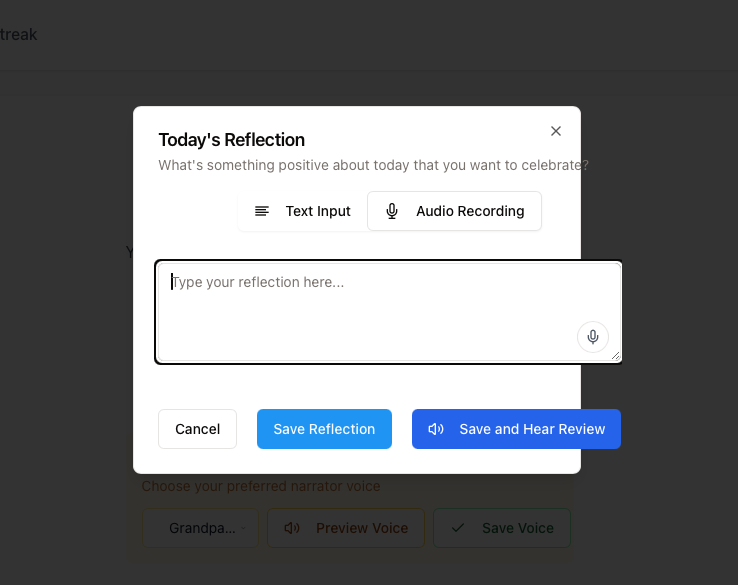 treak
Today's Reflection
What's something positive about today that you want to celebrate?
Text Input
Audio Recording
Y
Type your reflection here...
Cancel
Save Reflection
Save and Hear Review
Choose your preferred narrator voice
Grandpa...
Preview Voice
Save Voice